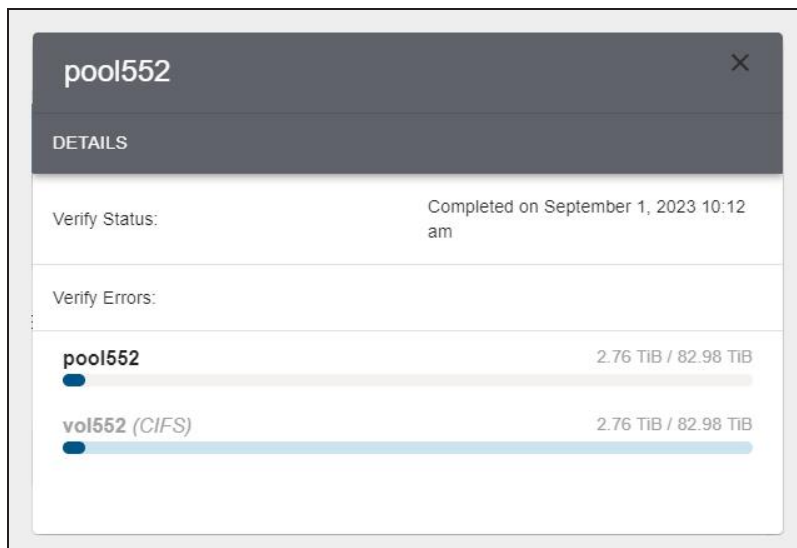 pool552
DETAILS
Verify Status:
Completed on September 1, 2023 10:12
am
Verify Errors:
pool552 2.76 TiB / 82.98 TiB
vol552 (CIFS) 2.76 TiB / 82.98 TiB